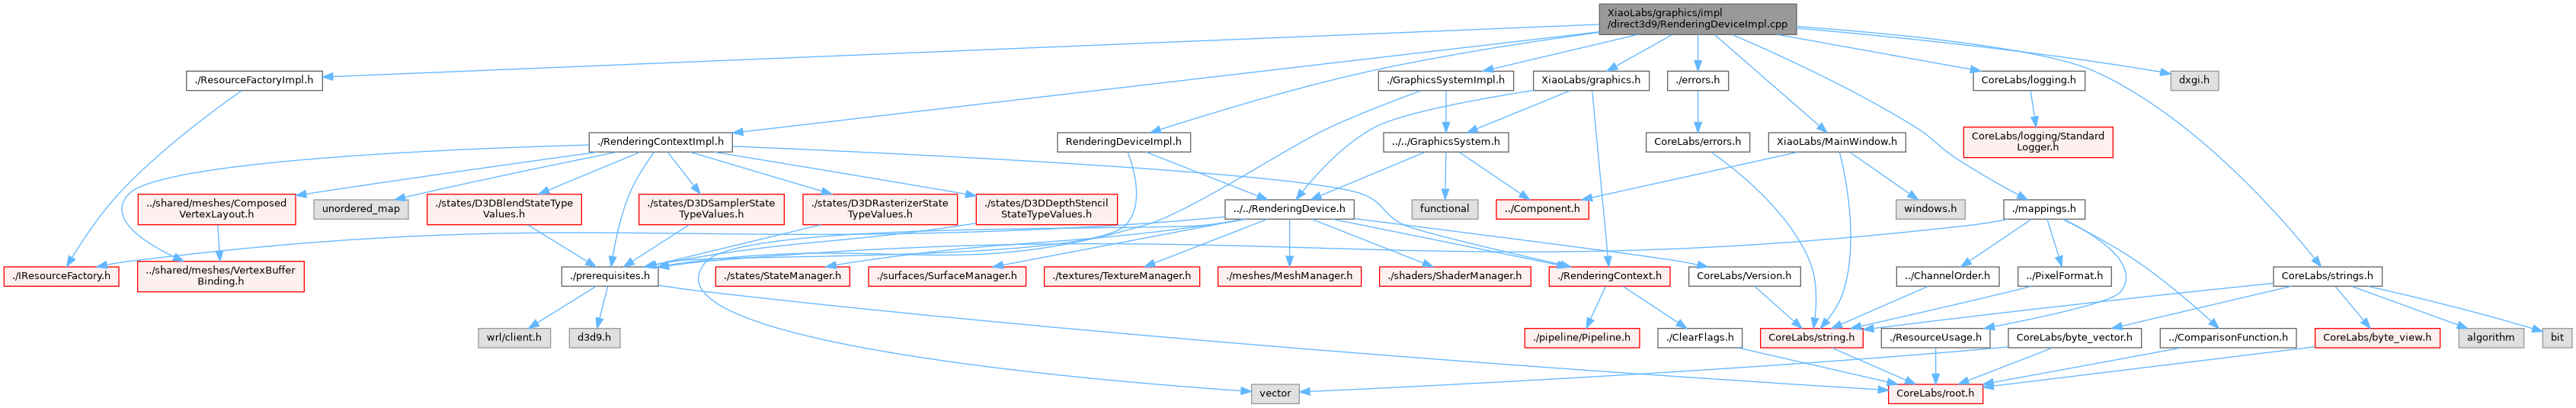 XiaoLabs/graphics/impl
/direct3d9/RenderingDeviceImpl.cpp
./ResourceFactoryImpl.h
./GraphicsSystemImpl.h
XiaoLabs/graphics.h
./errors.h
CoreLabs/logging.h
dxgi.h
./RenderingContextImpl.h
RenderingDeviceImpl.h
../../GraphicsSystem.h
CoreLabs/errors.h
XiaoLabs/MainWindow.h
CoreLabs/logging/Standard
Logger.h
../shared/meshes/Composed
VertexLayout.h
unordered_map
./states/D3DBlendStateType
Values.h
./states/D3DSamplerState
TypeValues.h
./states/D3DRasterizerState
TypeValues.h
./states/D3DDepthStencil
StateTypeValues.h
../../RenderingDevice.h
functional
../Component.h
windows.h
./mappings.h
./IResourceFactory.h
../shared/meshes/VertexBuffer
Binding.h
./prerequisites.h
./states/StateManager.h
./surfaces/SurfaceManager.h
./textures/TextureManager.h
./meshes/MeshManager.h
./shaders/ShaderManager.h
./RenderingContext.h
CoreLabs/Version.h
../ChannelOrder.h
../PixelFormat.h
CoreLabs/strings.h
wrl/client.h
d3d9.h
./pipeline/Pipeline.h
./ClearFlags.h
CoreLabs/string.h
./ResourceUsage.h
CoreLabs/byte_vector.h
../ComparisonFunction.h
CoreLabs/byte_view.h
algorithm
bit
vector
CoreLabs/root.h